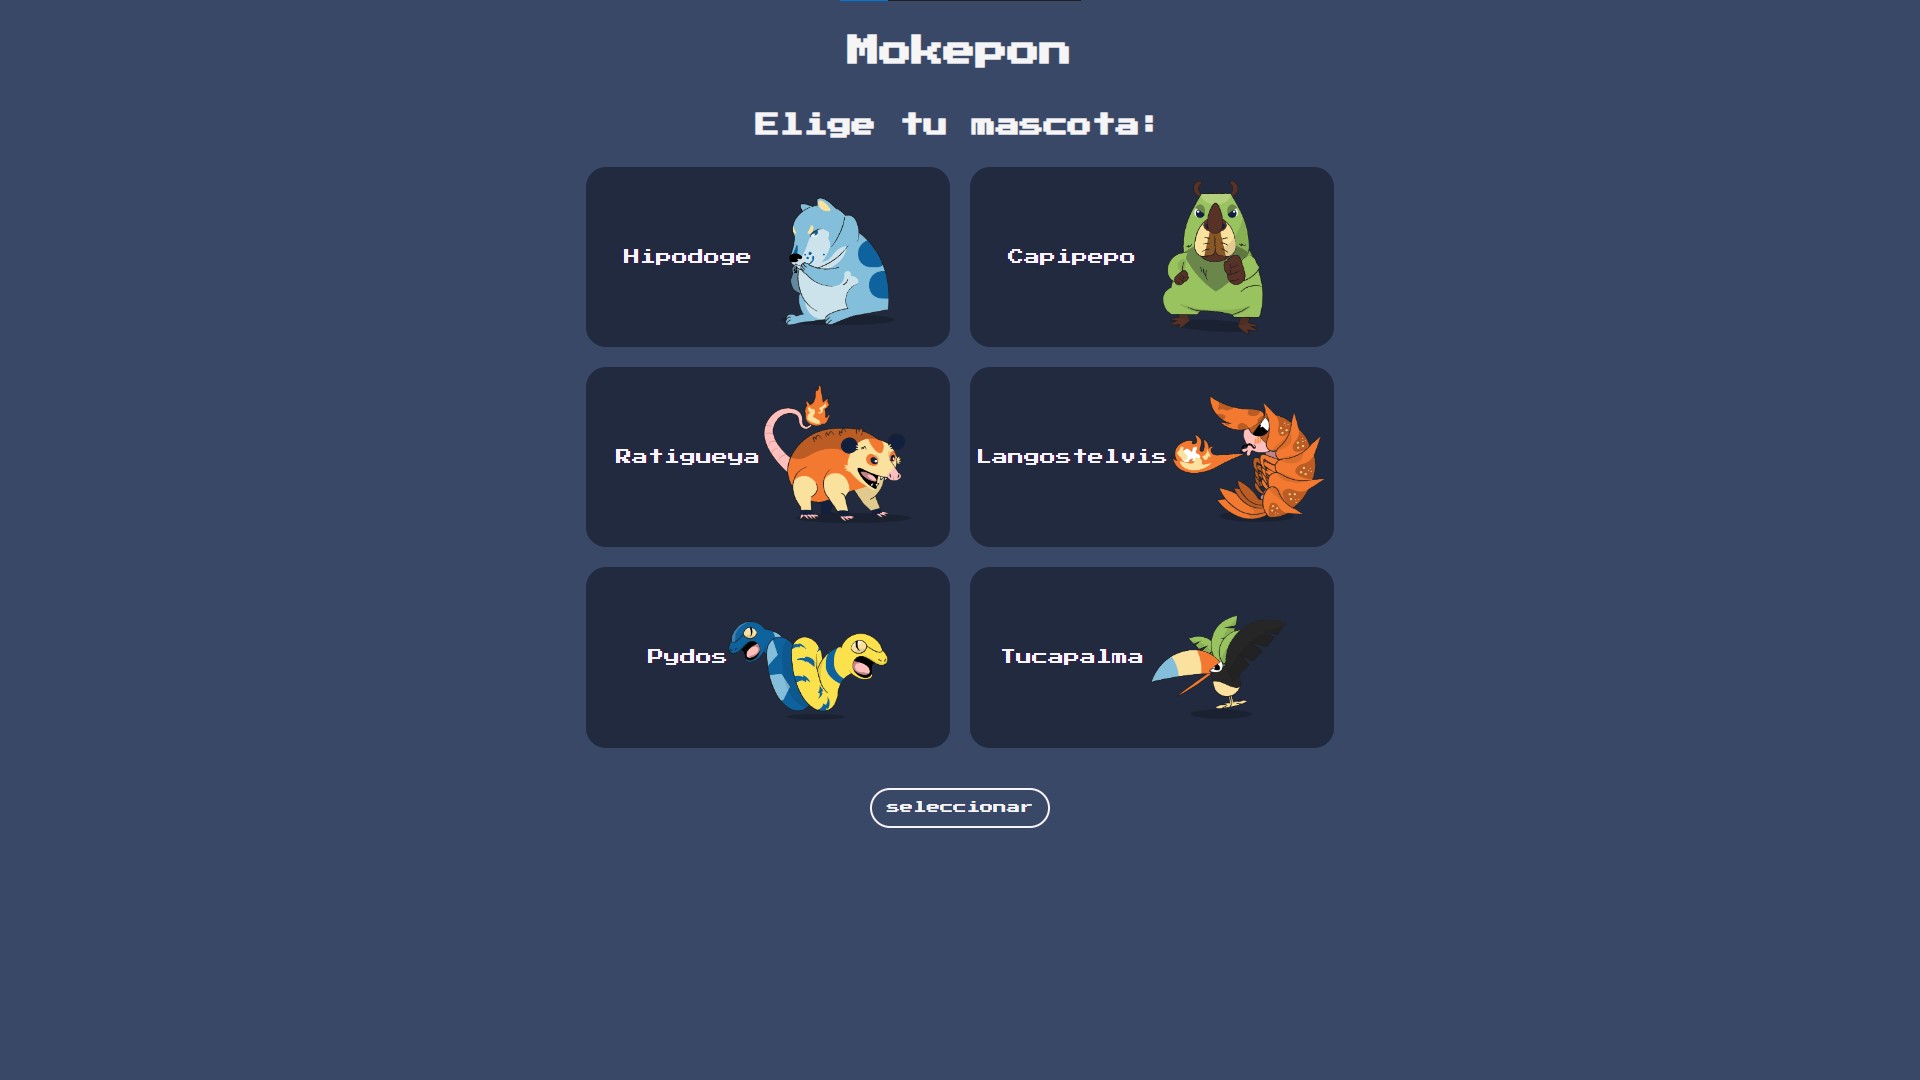 Mokepon
Elige tu mascota:
Hipodoge
Capipepo
Ratigueya
Langostelvis
Pydos
Tucapalma
seleccionar